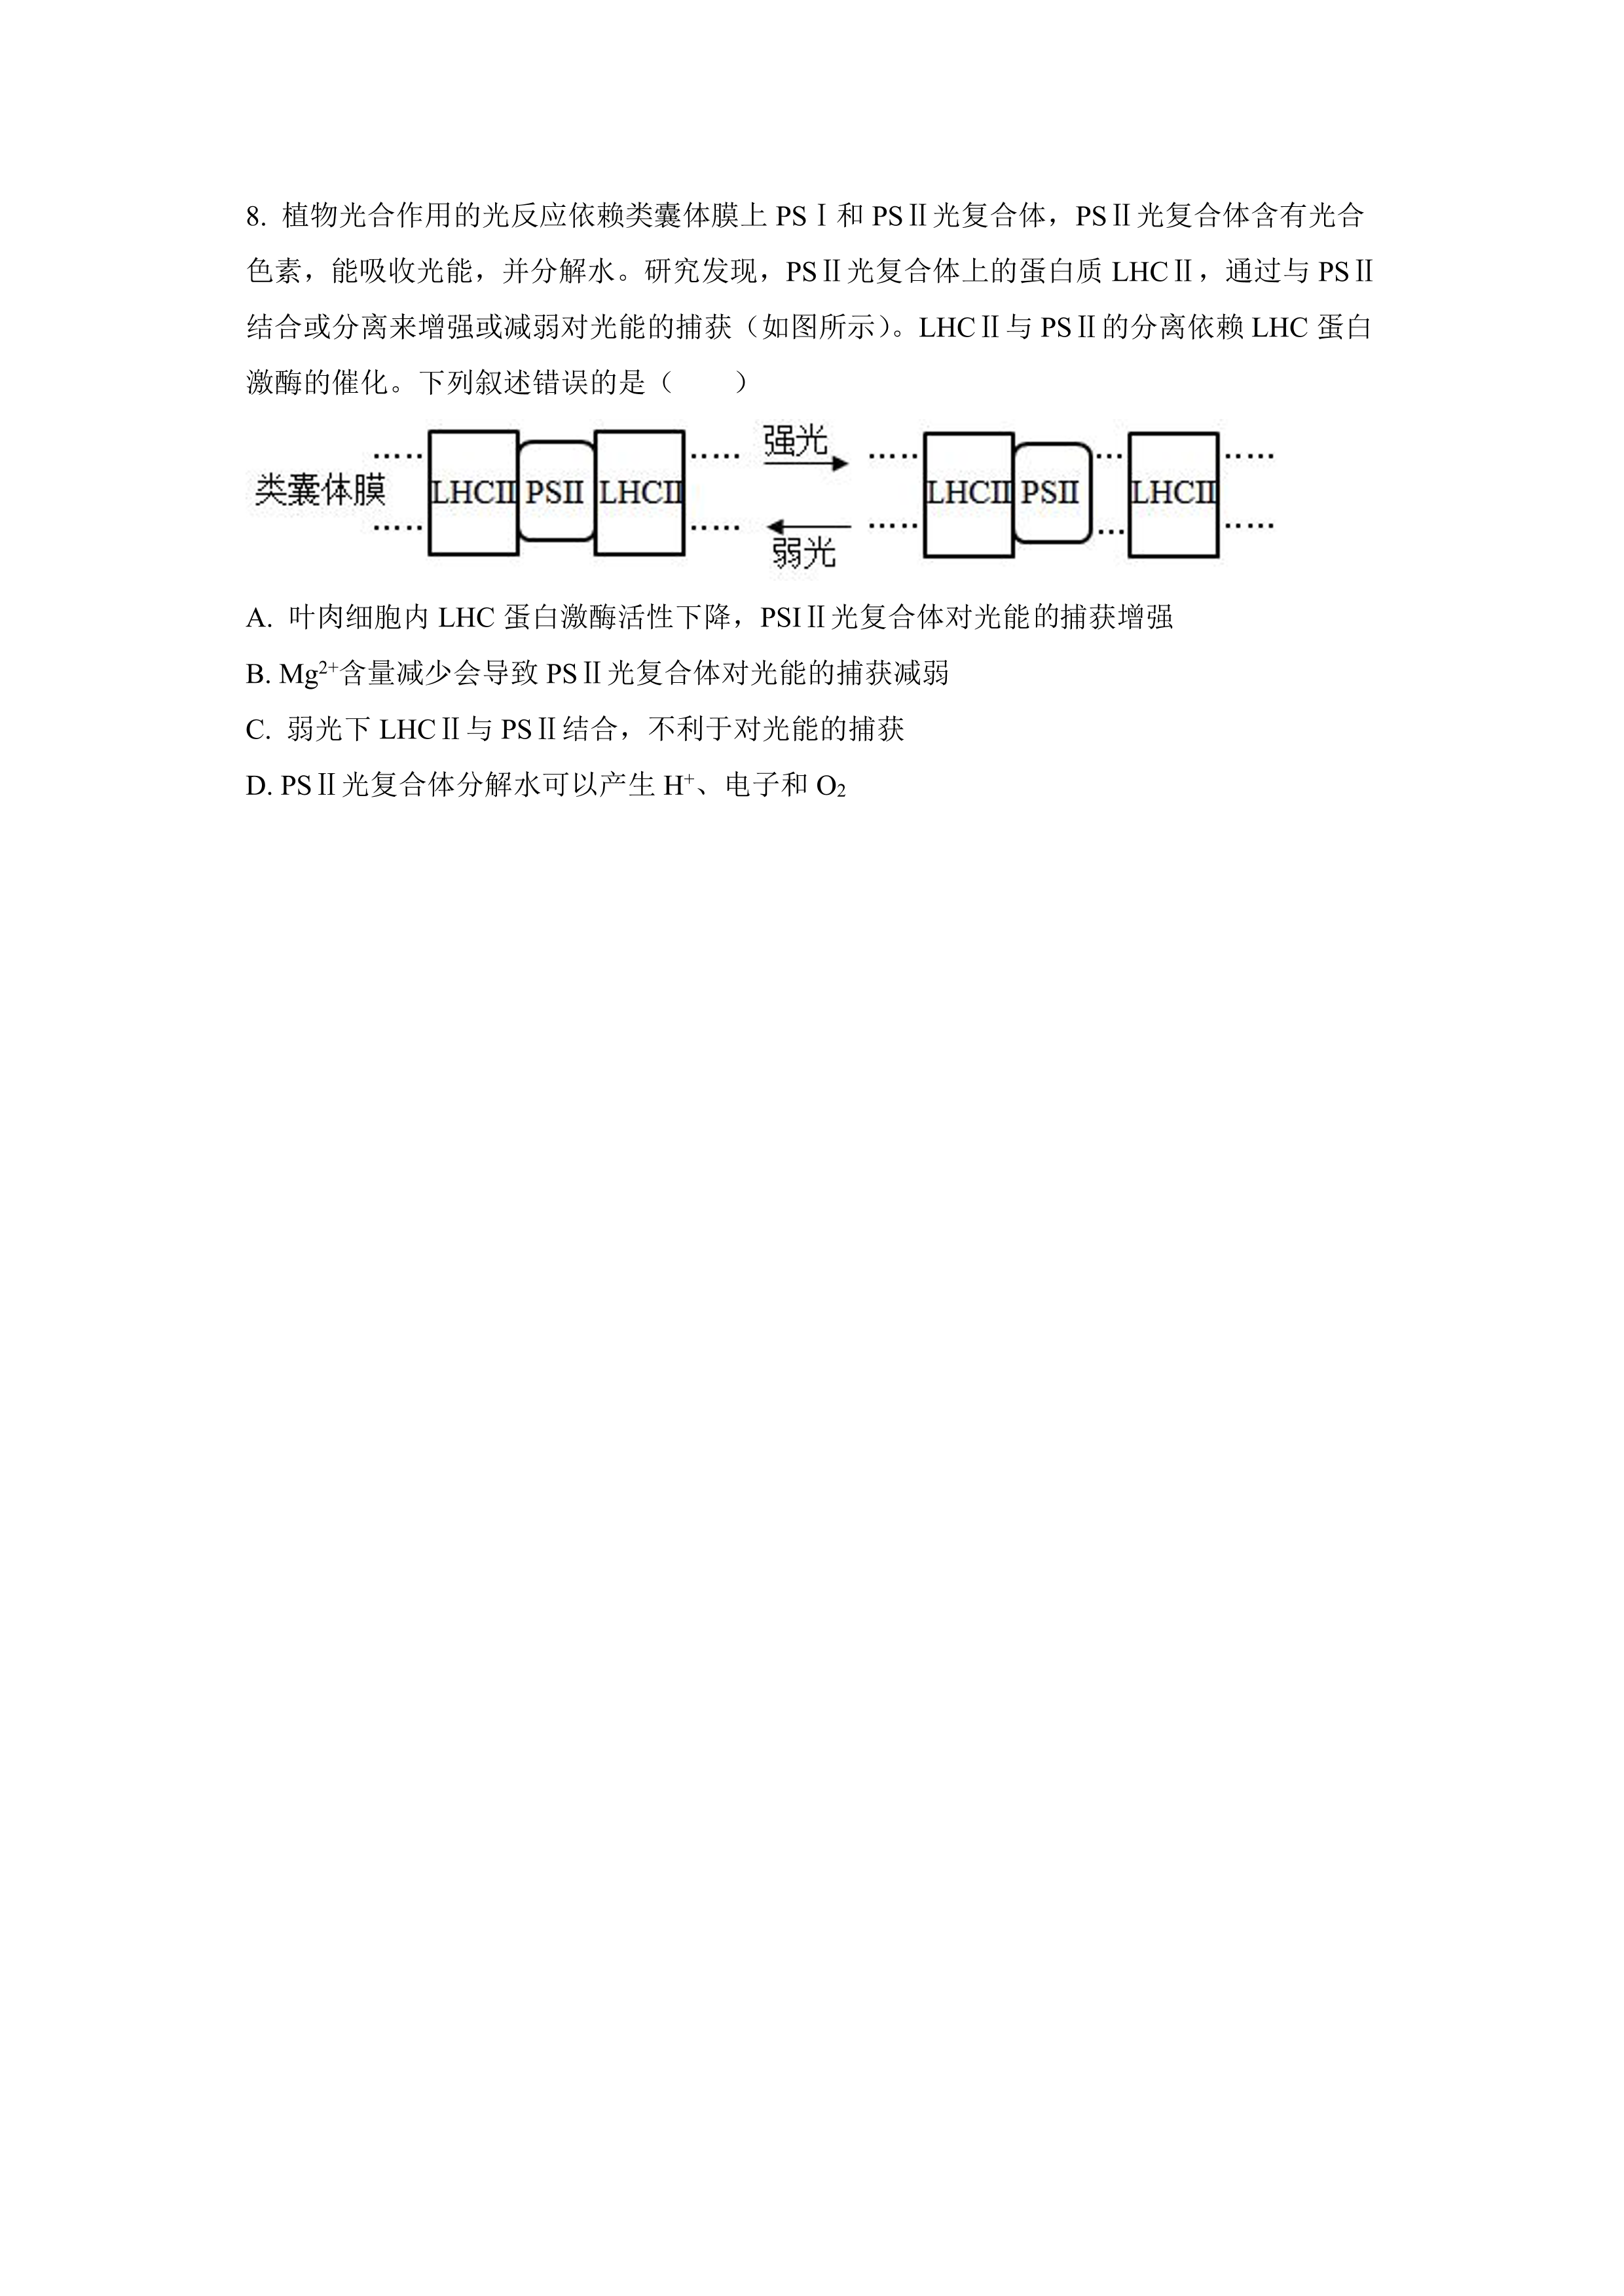 8. 植物光合作用的光反应依赖类囊体膜上 PSⅠ和 PSⅡ光复合体，PSⅡ光复合体含有光合
色素，能吸收光能，并分解水。研究发现，PSⅡ光复合体上的蛋白质 LHCⅡ，通过与 PSⅡ
结合或分离来增强或减弱对光能的捕获（如图所示）。LHCⅡ与 PSⅡ的分离依赖 LHC 蛋白
激酶的催化。下列叙述错误的是（　　）
类囊体膜 LHCII PSII LHCII 强光 弱光 LHCII PSII LHCII
A. 叶肉细胞内 LHC 蛋白激酶活性下降，PSIⅡ光复合体对光能的捕获增强
B. Mg²⁺含量减少会导致 PSⅡ光复合体对光能的捕获减弱
C. 弱光下 LHCⅡ与 PSⅡ结合，不利于对光能的捕获
D. PSⅡ光复合体分解水可以产生 H⁺、电子和 O₂